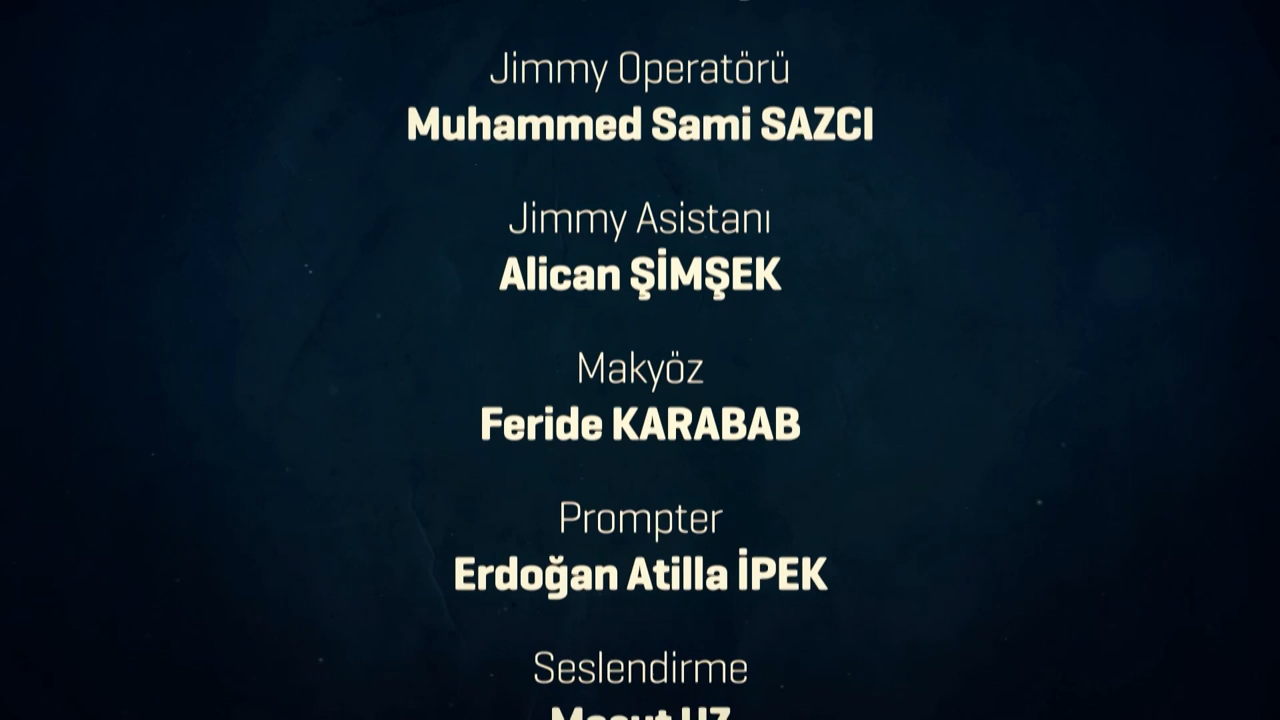 Jimmy Operatörü
Muhammed Sami SAZCI
Jimmy Asistanı
Alican ŞİMŞEK
Makyöz
Feride KARABAB
Prompter
Erdoğan Atilla İPEK
Seslendirme